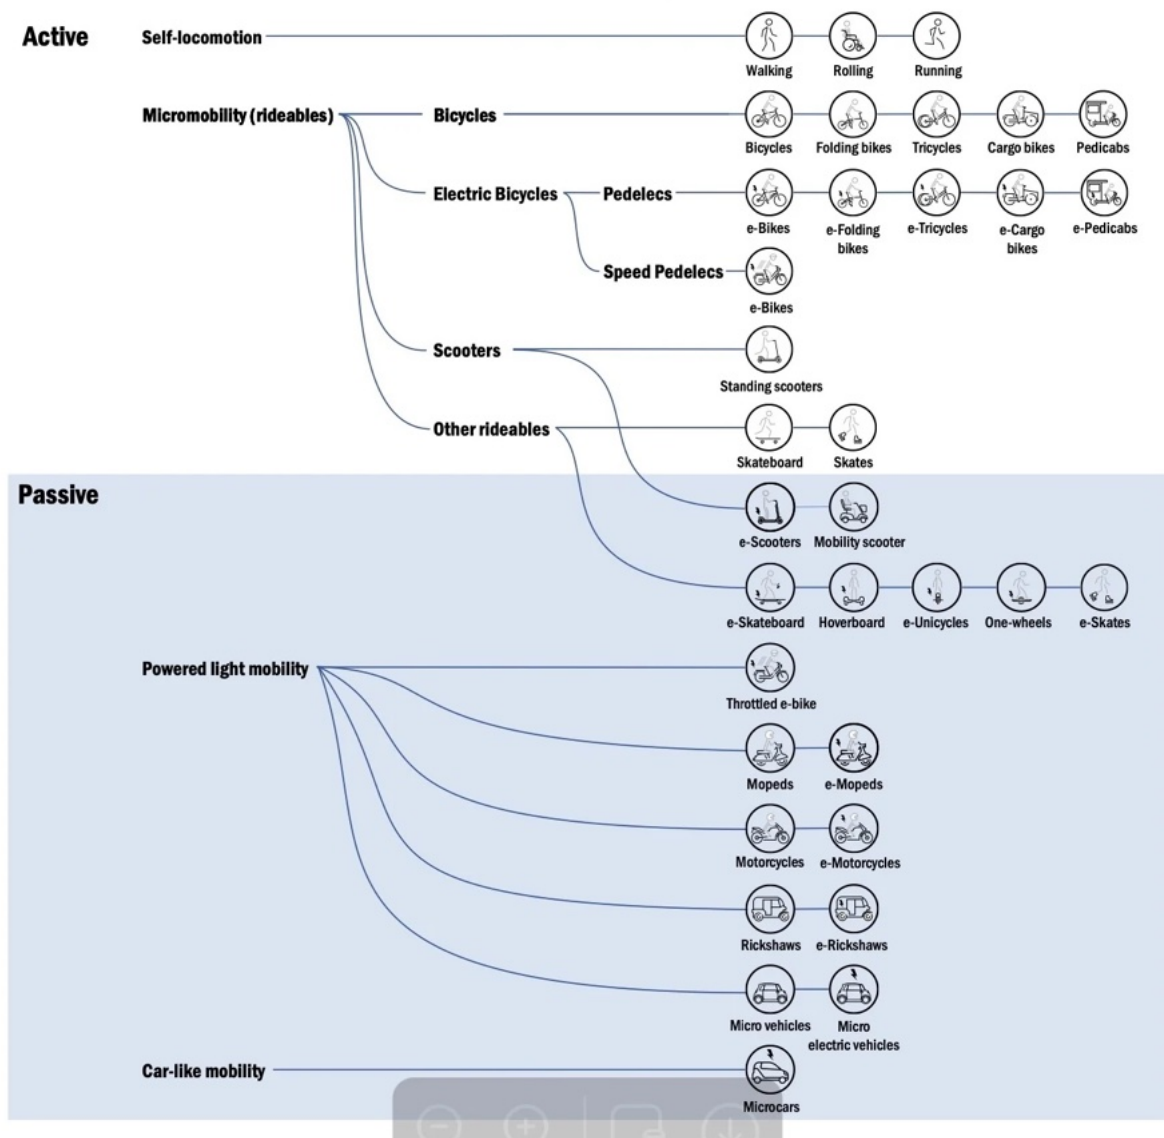 Active
Self-locomotion
Walking
Rolling
Running
Micromobility (rideables)
Bicycles
Bicycles
Folding bikes
Tricycles
Cargo bikes
Pedicabs
Electric Bicycles
Pedelecs
e-Bikes
e-Folding
bikes
e-Tricycles
e-Cargo
bikes
e-Pedicabs
Speed Pedelecs
e-Bikes
Scooters
Standing scooters
Other rideables
Skateboard
Skates
Passive
e-Scooters
Mobility scooter
e-Skateboard
Hoverboard
e-Unicycles
One-wheels
e-Skates
Powered light mobility
Throttled e-bike
Mopeds
e-Mopeds
Motorcycles
e-Motorcycles
Rickshaws
e-Rickshaws
Micro vehicles
Micro
electric vehicles
Car-like mobility
Microcars